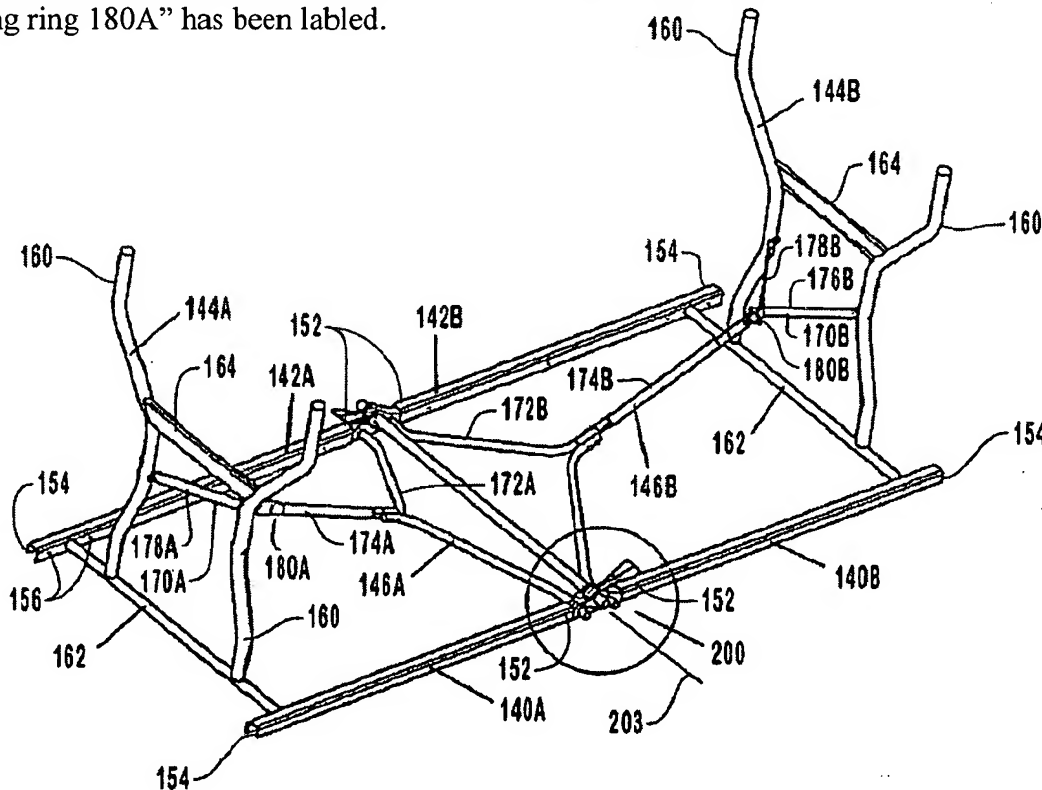 ng ring 180A” has been labled.
160
144B
164
160
160
154
178B
176B
144A
152
142B
170B
164
142A
174B
180B
172B
162
154
154
172A
146B
178A
174A
140B
170A
180A
146A
156
152
160
162
152
200
140A
203
154